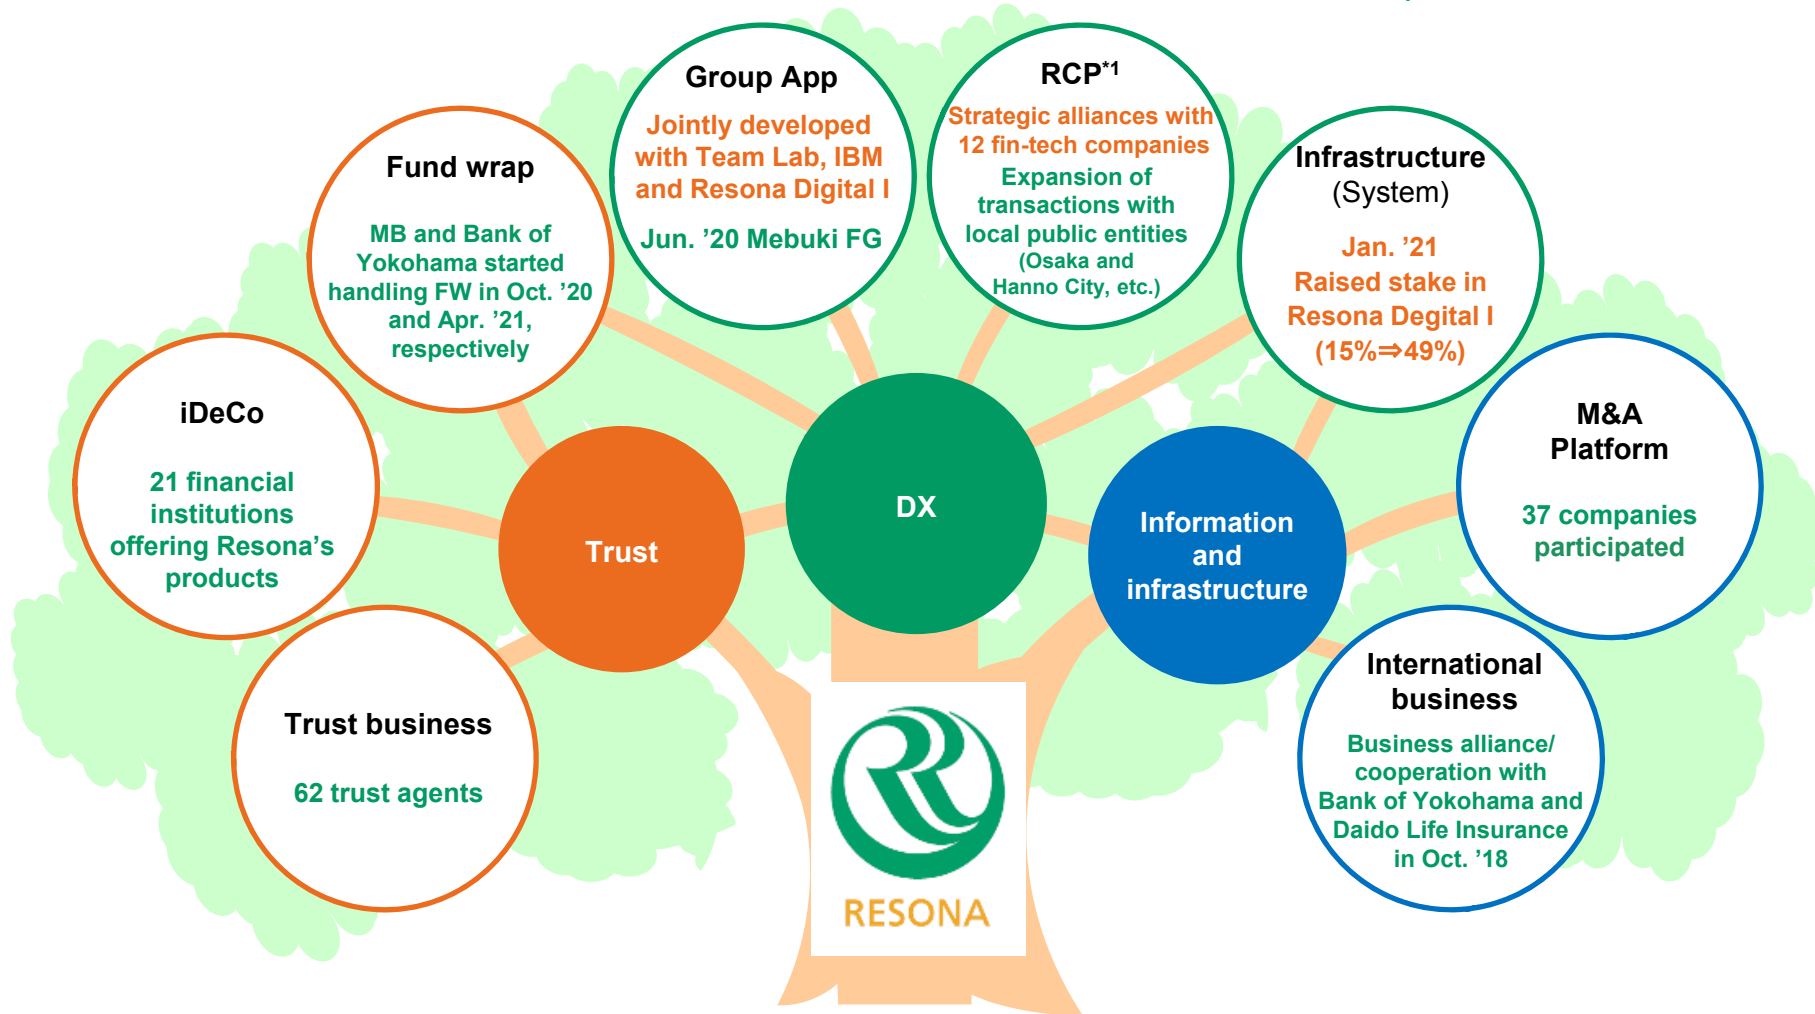 Group App
Jointly developed
with Team Lab, IBM
and Resona Digital I
Jun. ’20 Mebuki FG
RCP*1
Strategic alliances with
12 fin-tech companies
Expansion of
transactions with
local public entities
(Osaka and
Hanno City, etc.)
Fund wrap
MB and Bank of
Yokohama started
handling FW in Oct. ’20
and Apr. ’21,
respectively
Infrastructure
(System)
Jan. ’21
Raised stake in
Resona Degital I
(15%⇒49%)
iDeCo
21 financial
institutions
offering Resona’s
products
M&A
Platform
37 companies
participated
Trust
DX
Information
and
infrastructure
Trust business
62 trust agents
International
business
Business alliance/
cooperation with
Bank of Yokohama and
Daido Life Insurance
in Oct. ’18
RESONA